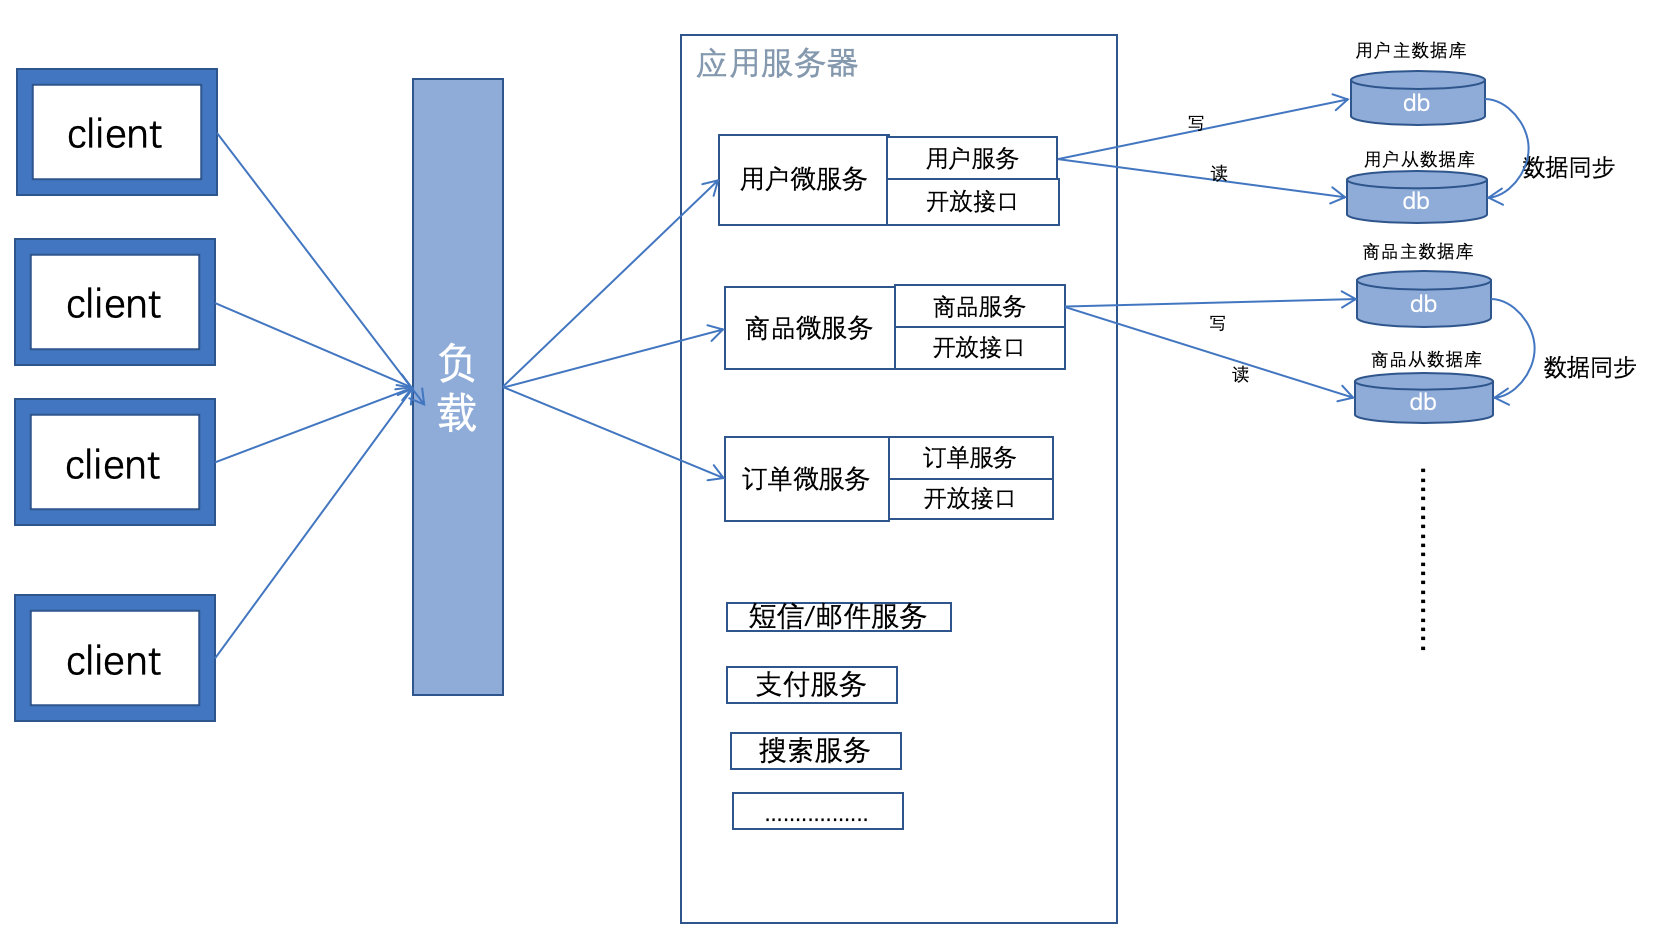 client
client
client
client
负
载
应用服务器
用户微服务
用户服务
开放接口
商品微服务
商品服务
开放接口
订单微服务
订单服务
开放接口
短信/邮件服务
支付服务
搜索服务
.................
写
读
写
读
用户主数据库
db
用户从数据库
db
数据同步
商品主数据库
db
商品从数据库
db
数据同步